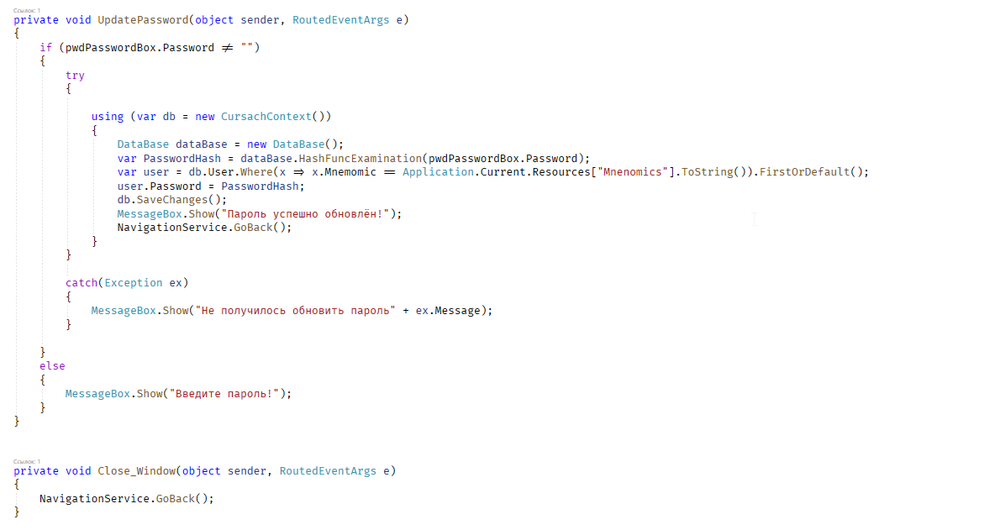 Ссылок: 1
private void UpdatePassword(object sender, RoutedEventArgs e)
{
if (pwdPasswordBox.Password ≠ "")
{
try
{
using (var db = new CursachContext())
{
DataBase dataBase = new DataBase();
var PasswordHash = dataBase.HashFuncExamination(pwdPasswordBox.Password);
var user = db.User.Where(x ⇒ x.Mnemomic == Application.Current.Resources["Mnenomics"].ToString()).FirstOrDefault();
user.Password = PasswordHash;
db.SaveChanges();
MessageBox.Show("Пароль успешно обновлён!");
NavigationService.GoBack();
}
}
catch(Exception ex)
{
MessageBox.Show("Не получилось обновить пароль" + ex.Message);
}
}
else
{
MessageBox.Show("Введите пароль!");
}
}
Ссылок: 1
private void Close_Window(object sender, RoutedEventArgs e)
{
NavigationService.GoBack();
}